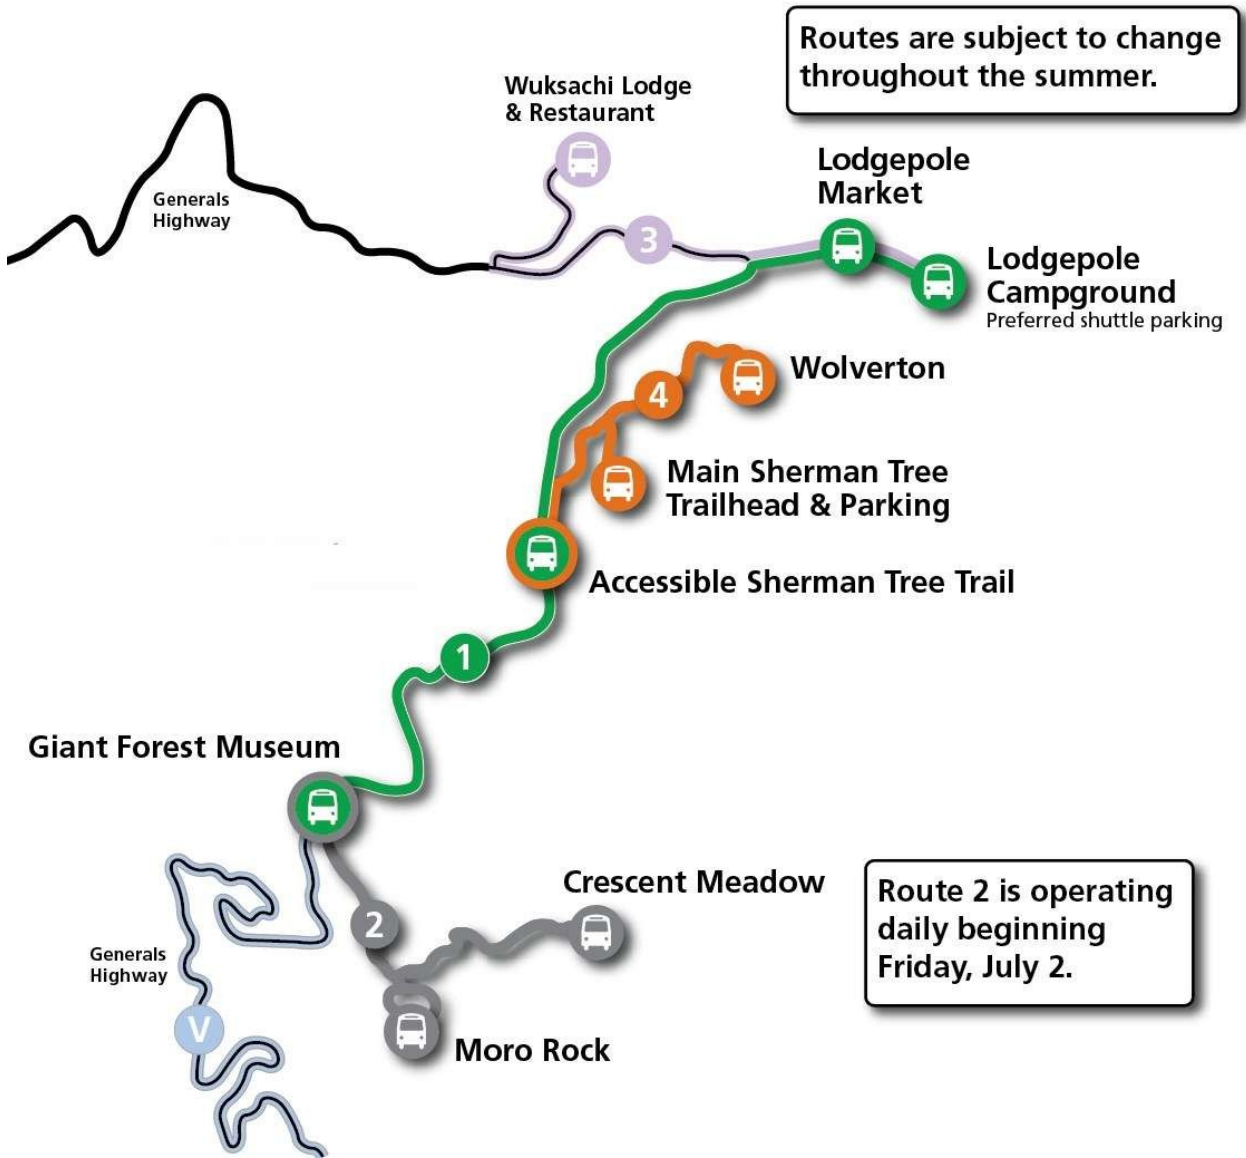 Routes are subject to change
throughout the summer.
Wuksachi Lodge
& Restaurant
Lodgepole
Market
Generals
Highway
3
Lodgepole
Campground
Preferred shuttle parking
Wolverton
4
Main Sherman Tree
Trailhead & Parking
Accessible Sherman Tree Trail
1
Giant Forest Museum
Crescent Meadow
Route 2 is operating
daily beginning
Friday, July 2.
2
Generals
Highway
V
Moro Rock